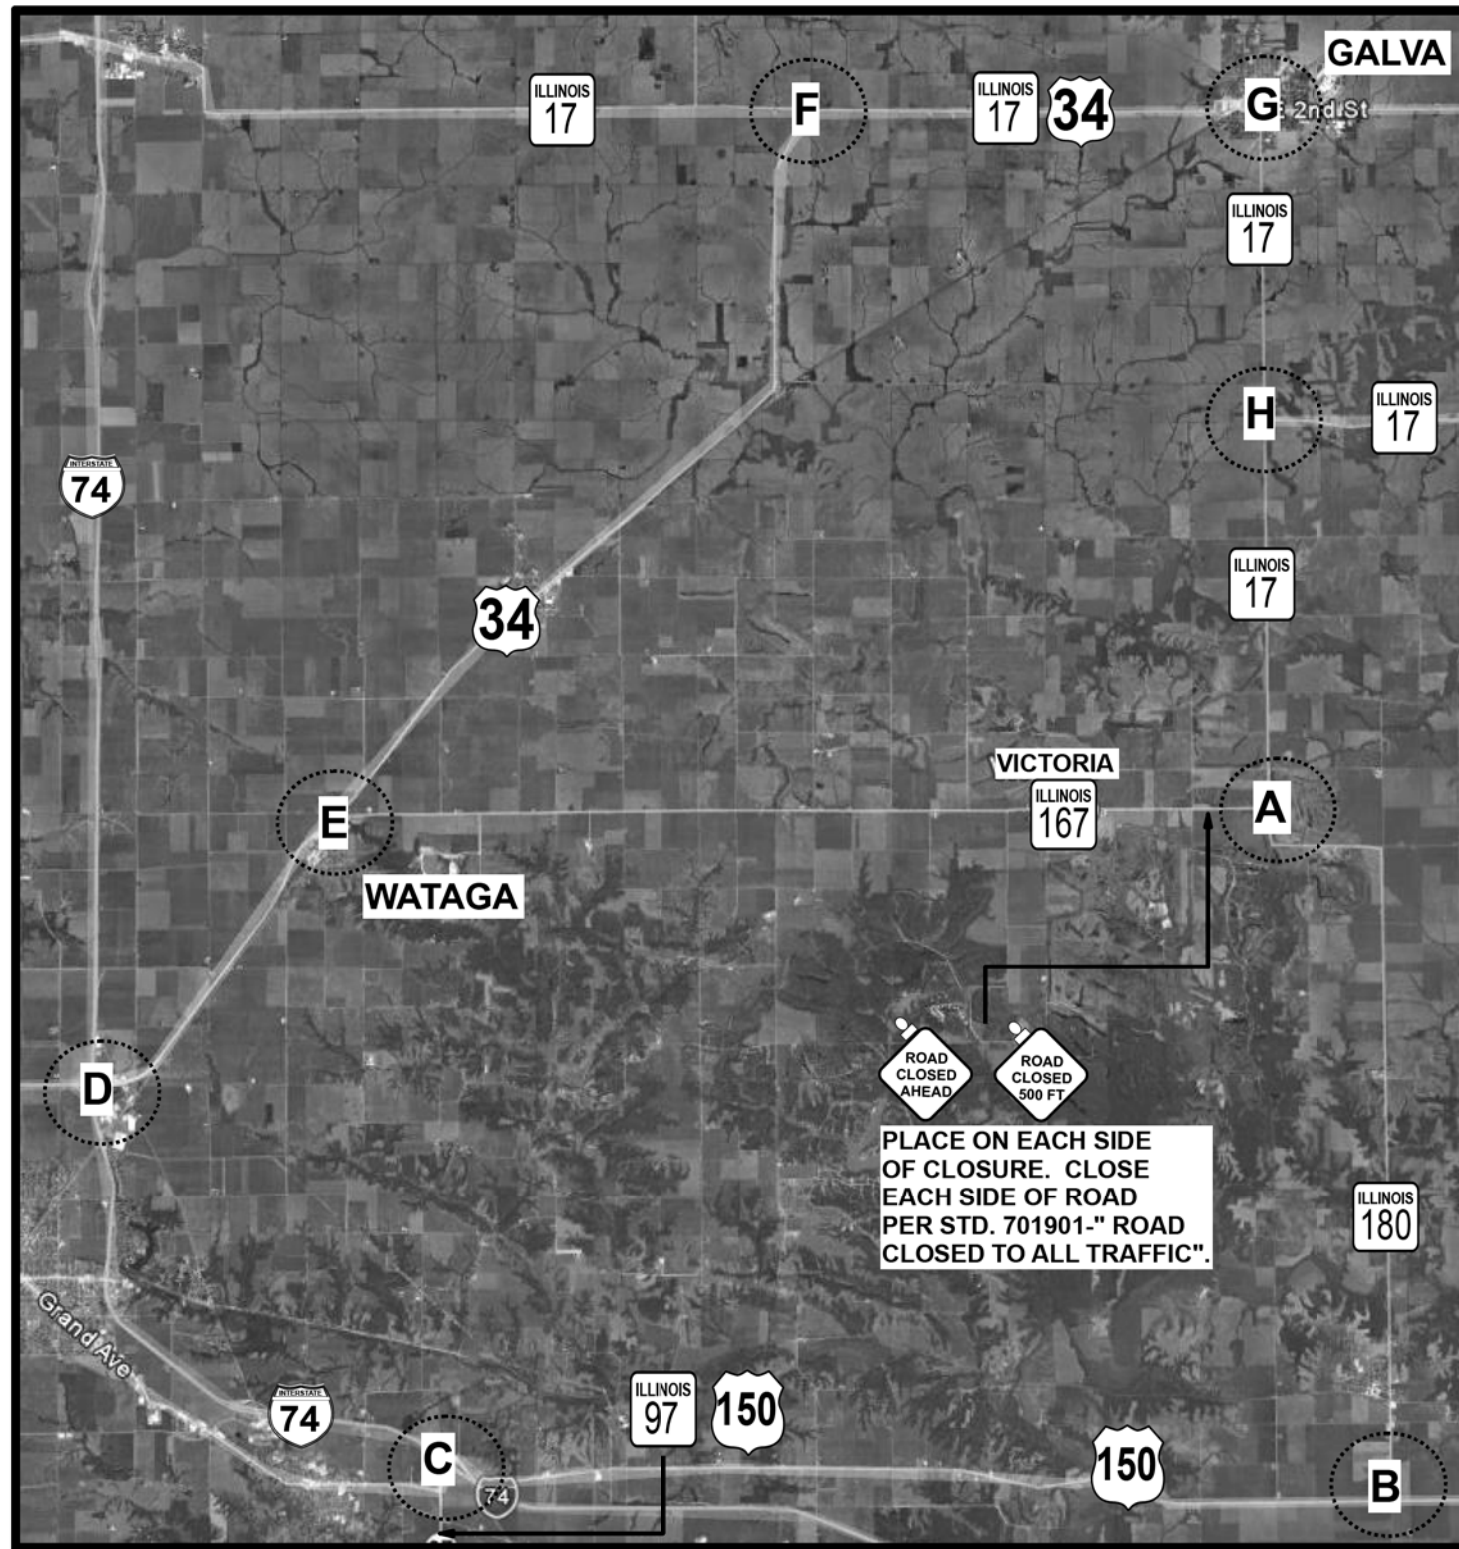 GALVA
ILLINOIS
17
F
ILLINOIS
17
34
G
E 2nd St
ILLINOIS
17
H
ILLINOIS
17
INTERSTATE
74
ILLINOIS
17
34
VICTORIA
ILLINOIS
167
A
E
WATAGA
D
ROAD
CLOSED
AHEAD
ROAD
CLOSED
500 FT
PLACE ON EACH SIDE
OF CLOSURE. CLOSE
EACH SIDE OF ROAD
PER STD. 701901-" ROAD
CLOSED TO ALL TRAFFIC".
ILLINOIS
180
Grand Ave
INTERSTATE
74
ILLINOIS
97
150
C
74
150
B